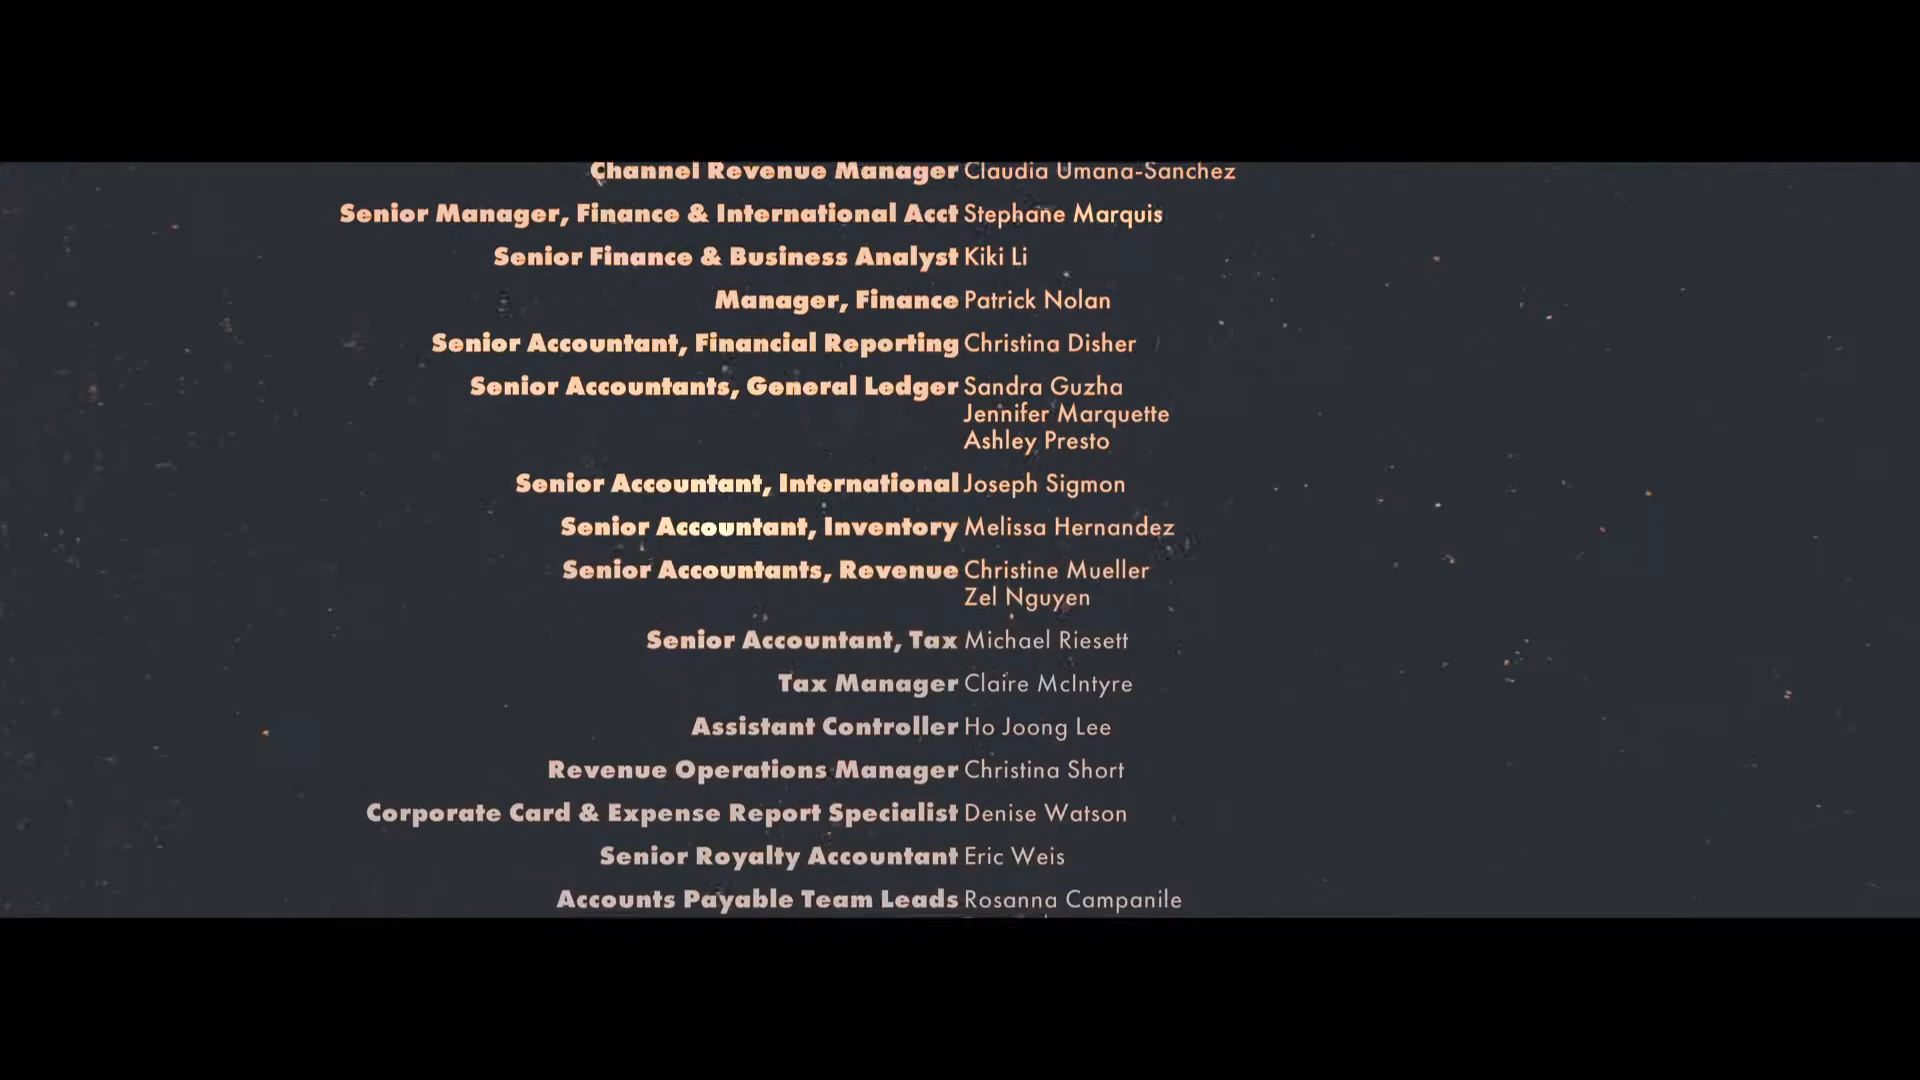 Channel Revenue Manager Claudia Umana-Sanchez
Senior Manager, Finance & International Acct Stephane Marquis
Senior Finance & Business Analyst Kiki Li
Manager, Finance Patrick Nolan
Senior Accountant, Financial Reporting Christina Disher
Senior Accountants, General Ledger Sandra Guzha
Jennifer Marquette
Ashley Presto
Senior Accountant, International Joseph Sigmon
Senior Accountant, Inventory Melissa Hernandez
Senior Accountants, Revenue Christine Mueller
Zel Nguyen
Senior Accountant, Tax Michael Riesett
Tax Manager Claire McIntyre
Assistant Controller Ho Joong Lee
Revenue Operations Manager Christina Short
Corporate Card & Expense Report Specialist Denise Watson
Senior Royalty Accountant Eric Weis
Accounts Payable Team Leads Rosanna Campanile